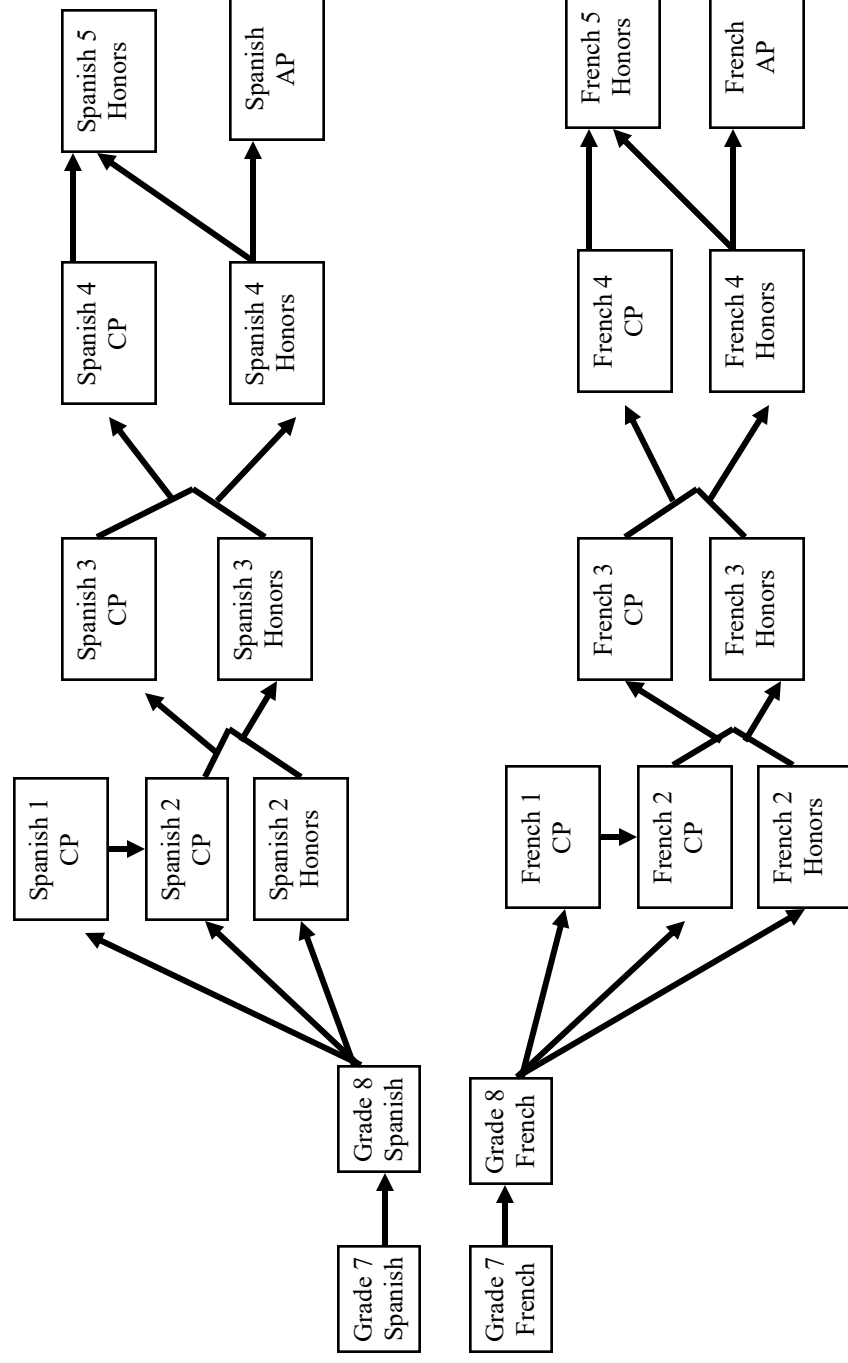 Grade 7
Spanish
Grade 8
Spanish
Spanish 1
CP
Spanish 2
CP
Spanish 2
Honors
Spanish 3
CP
Spanish 3
Honors
Spanish 4
CP
Spanish 4
Honors
Spanish 5
Honors
Spanish
AP
Grade 7
French
Grade 8
French
French 1
CP
French 2
CP
French 2
Honors
French 3
CP
French 3
Honors
French 4
CP
French 4
Honors
French 5
Honors
French
AP